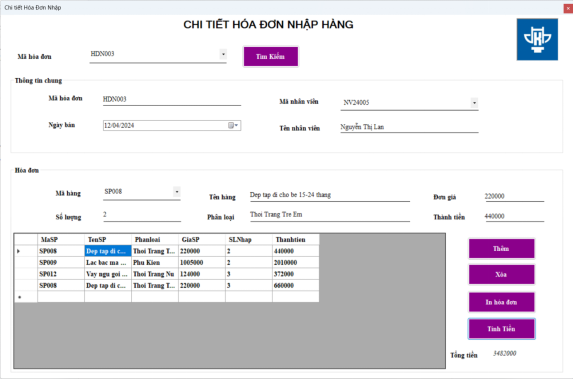 Chi tiết Hóa Đơn Nhập
CHI TIẾT HÓA ĐƠN NHẬP HÀNG
Mã hóa đơn HDN003 Tìm Kiếm
Thông tin chung
Mã hóa đơn HDN003 Mã nhân viên NV24005
Ngày bán 12/04/2024 Tên nhân viên Nguyễn Thị Lan
Hóa đơn
Mã hàng SP008 Tên hàng Dep tap di cho be 15-24 thang Đơn giá 220000
Số lượng 2 Phân loại Thoi Trang Tre Em Thành tiền 440000
MaSP TenSP Phanloai GiaSP SLNhap Thanhtien
SP008 Dep tap di c... Thoi Trang T... 220000 2 440000
SP009 Lac bac ma ... Phu Kien 1005000 2 2010000
SP012 Vay ngu goi ... Thoi Trang Nu 124000 3 372000
SP008 Dep tap di c... Thoi Trang T... 220000 3 660000
Thêm
Xóa
In hóa đơn
Tính Tiền
Tổng tiền 3482000